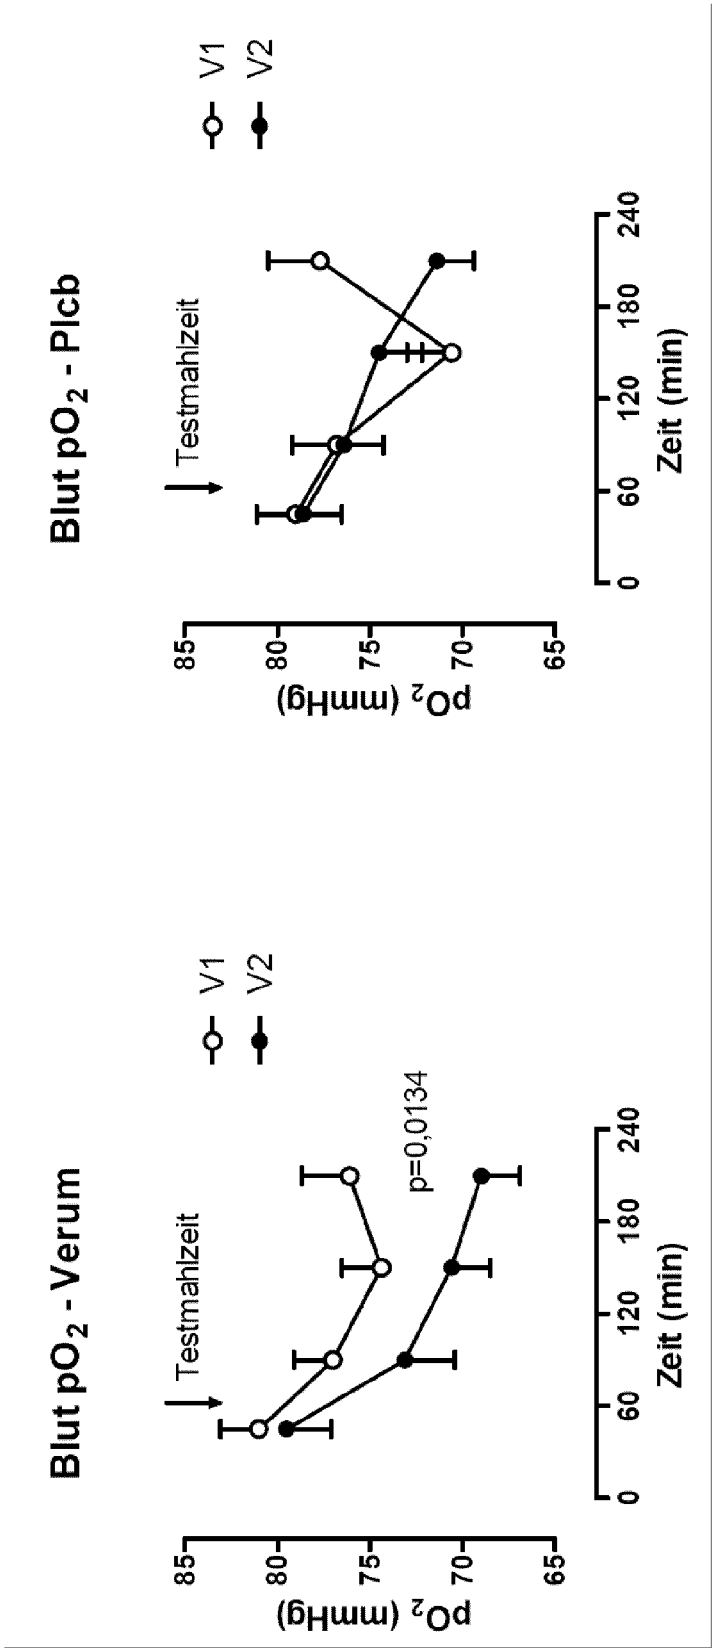 Blut pO2 - Verum
Testmahlzeit
V1
V2
p=0,0134
85
80
75
70
65
pO2 (mmHg)
0
60
120
180
240
Zeit (min)
Blut pO2 - Plcb
Testmahlzeit
V1
V2
85
80
75
70
65
pO2 (mmHg)
0
60
120
180
240
Zeit (min)